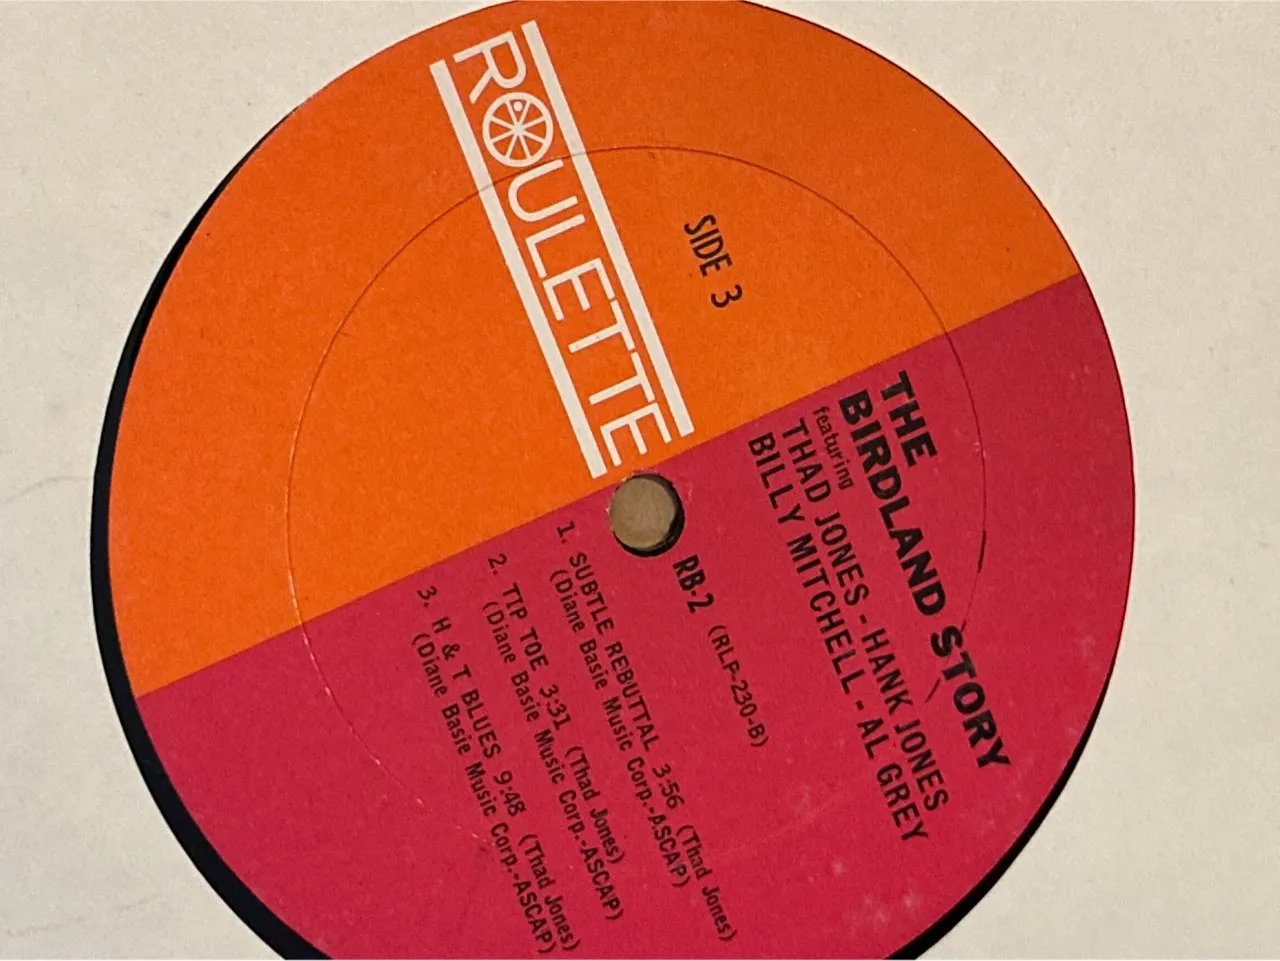 ROULETTE
SIDE 3
THE
BIRDLAND STORY
featuring
THAD JONES - HANK JONES
BILLY MITCHELL - AL GREY
RB-2 (RLP-230-B)
1. SUBTLE REBUTTAL 3:56 (Thad Jones)
(Diane Basie Music Corp.-ASCAP)
2. TIP TOE 3:31 (Thad Jones)
(Diane Basie Music Corp.-ASCAP)
3. H & T BLUES 9:48 (Thad Jones)
(Diane Basie Music Corp.-ASCAP)